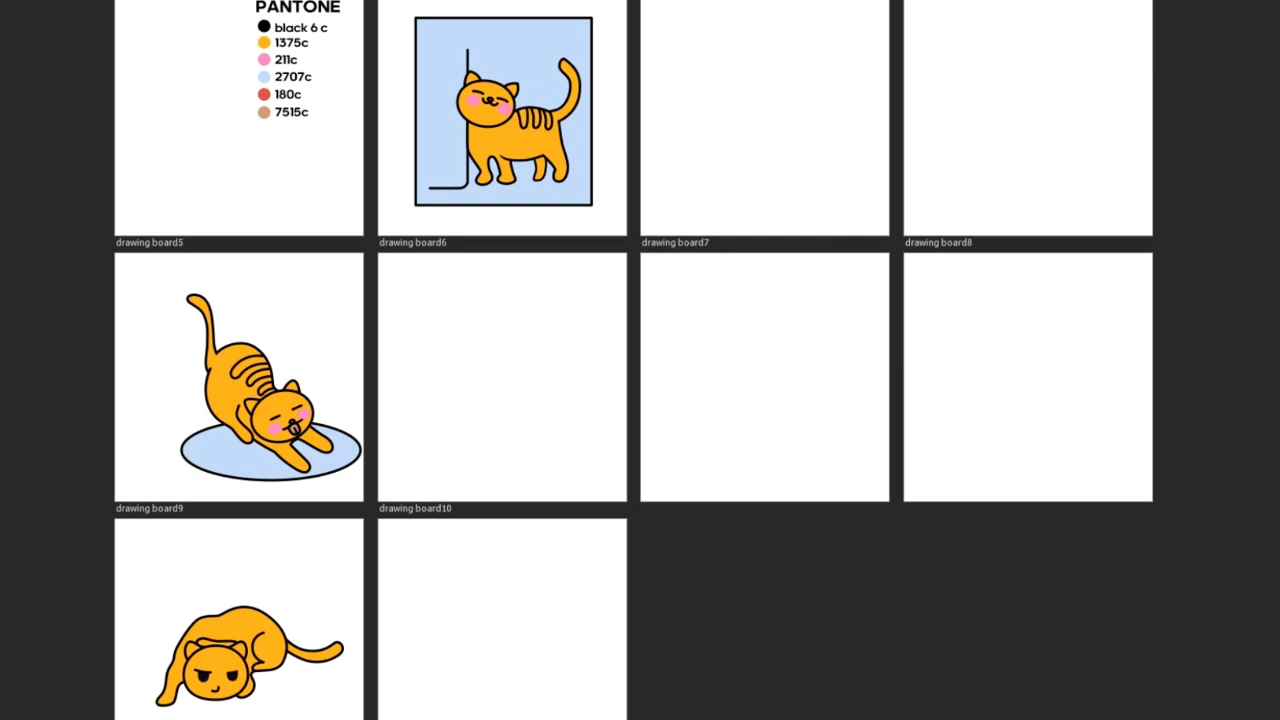 PANTONE
black 6 c
1375c
211c
2707c
180c
7515c
drawing board5
drawing board6
drawing board7
drawing board8
drawing board9
drawing board10